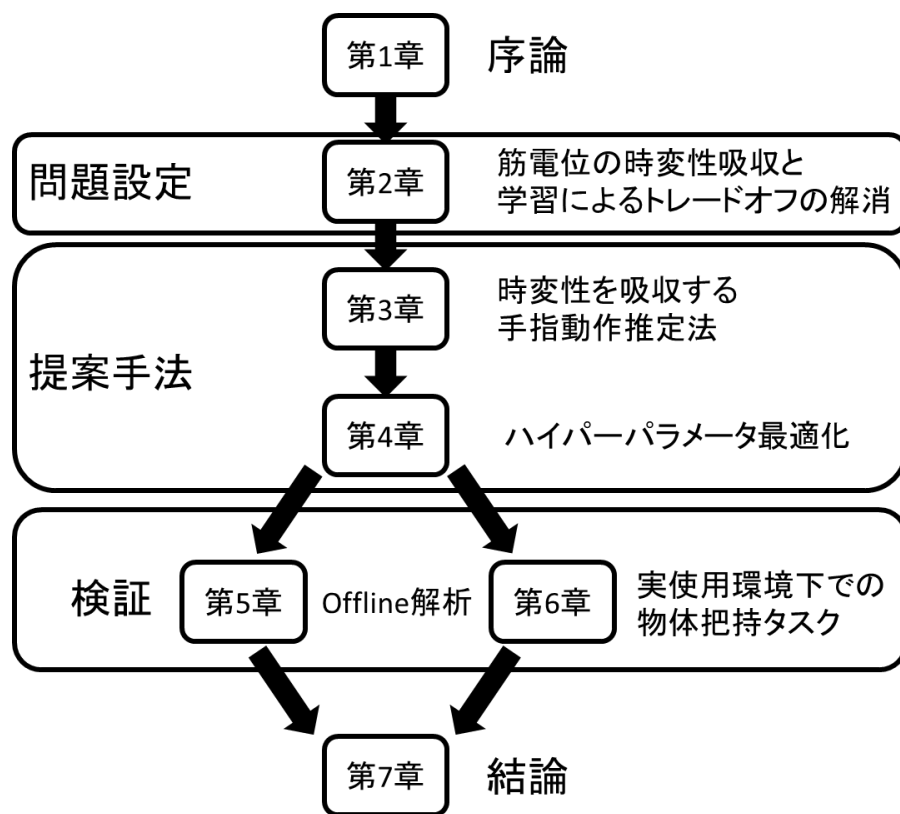 第1章
序論
問題設定
第2章
筋電位の時変性吸収と
学習によるトレードオフの解消
提案手法
第3章
時変性を吸収する
手指動作推定法
第4章
ハイパーパラメータ最適化
検証
第5章
Offline解析
第6章
実使用環境下での
物体把持タスク
第7章
結論